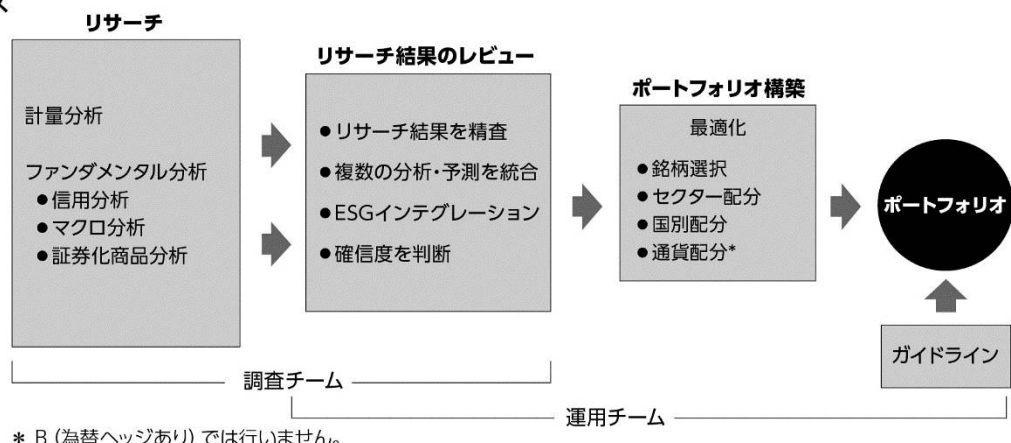 リサーチ
計量分析
ファンダメンタル分析
●信用分析
●マクロ分析
●証券化商品分析
リサーチ結果のレビュー
●リサーチ結果を精査
●複数の分析・予測を統合
●ESGインテグレーション
●確信度を判断
ポートフォリオ構築
最適化
●銘柄選択
●セクター配分
●国別配分
●通貨配分*
ポートフォリオ
ガイドライン
調査チーム
運用チーム
* B(為替ヘッジあり)では行いません。